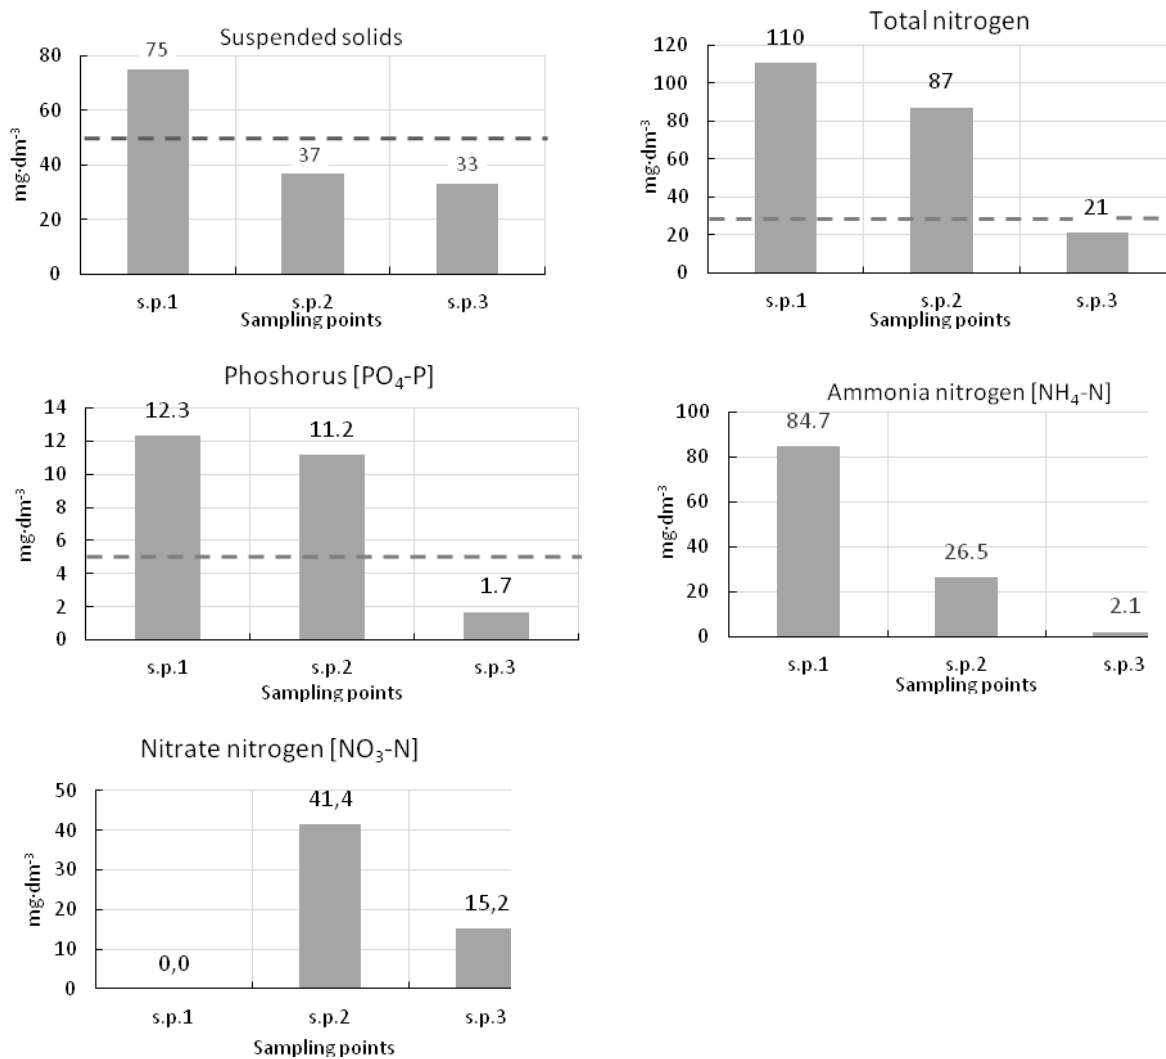 Suspended solids
80
60
40
20
0
mg·dm⁻³
75
37
33
s.p.1 s.p.2 s.p.3
Sampling points
Total nitrogen
120
100
80
60
40
20
0
mg·dm⁻³
110
87
21
s.p.1 s.p.2 s.p.3
Sampling points
Phoshorus [PO₄-P]
14
12
10
8
6
4
2
0
mg·dm⁻³
12.3
11.2
1.7
s.p.1 s.p.2 s.p.3
Sampling points
Ammonia nitrogen [NH₄-N]
100
80
60
40
20
0
mg·dm⁻³
84.7
26.5
2.1
s.p.1 s.p.2 s.p.3
Sampling points
Nitrate nitrogen [NO₃-N]
50
40
30
20
10
0
mg·dm⁻³
0,0
41,4
15,2
s.p.1 s.p.2 s.p.3
Sampling points